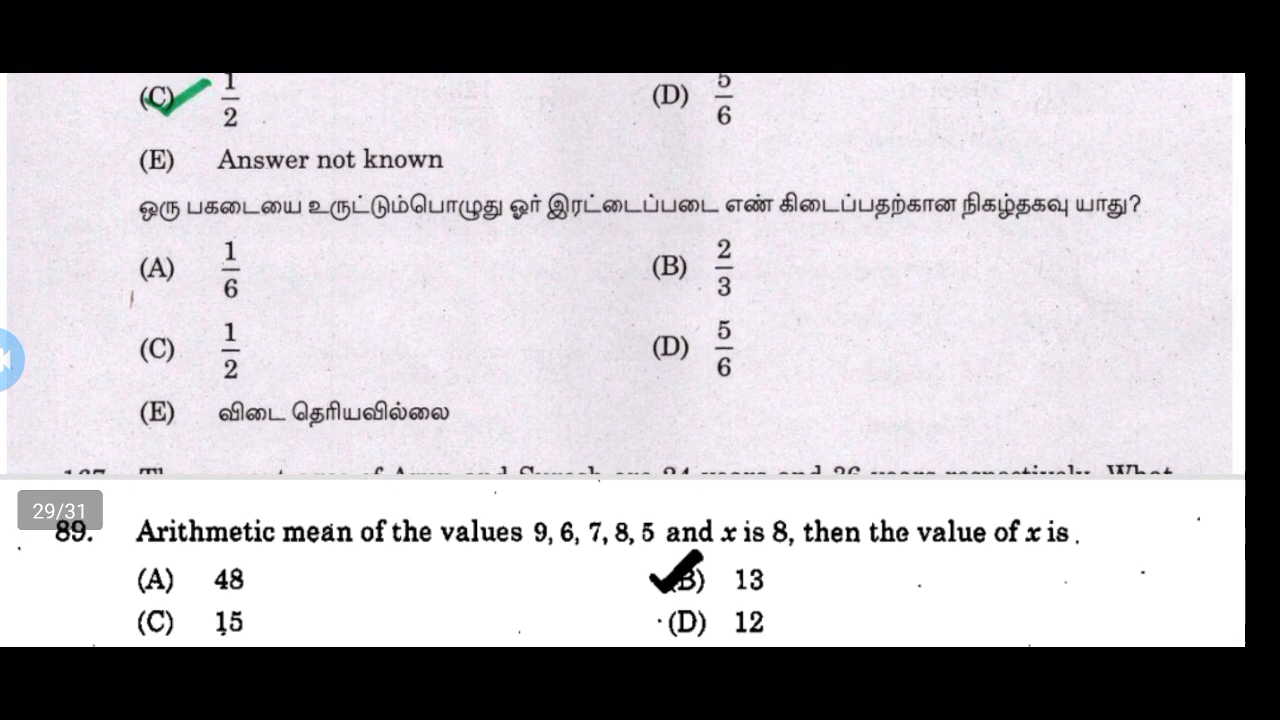 (C) 1/2 (D) 5/6
(E) Answer not known
ஒரு பகடையை உருட்டும்பொழுது ஓர் இரட்டைப்படை எண் கிடைப்பதற்கான நிகழ்தகவு யாது?
(A) 1/6 (B) 2/3
(C) 1/2 (D) 5/6
(E) விடை தெரியவில்லை
29/31
89. Arithmetic mean of the values 9, 6, 7, 8, 5 and x is 8, then the value of x is .
(A) 48 (B) 13
(C) 15 (D) 12